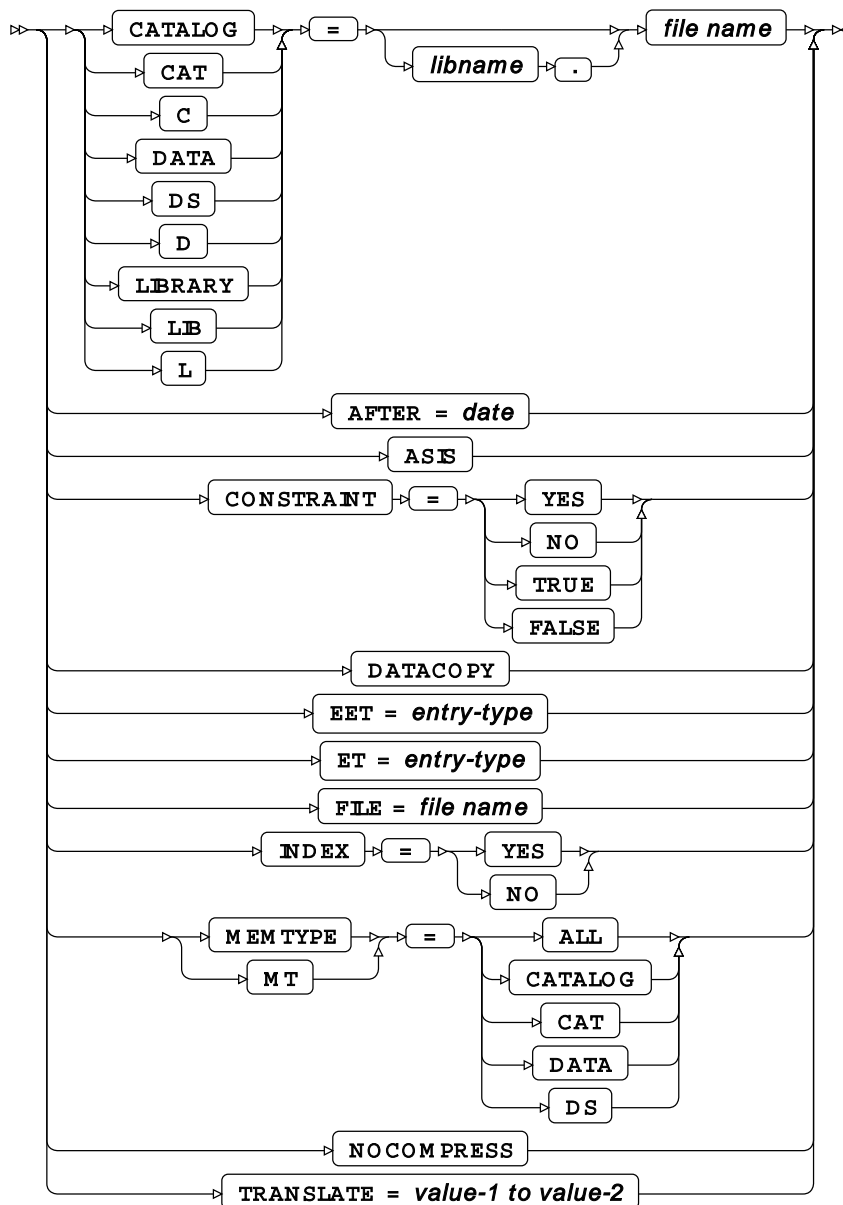 CATALOG = file name
CAT libname .
C
DATA
DS
D
LIBRARY
LIB
L
AFTER = date
ASIS
CONSTRAINT = YES
NO
TRUE
FALSE
DATACOPY
EET = entry-type
ET = entry-type
FILE = file name
INDEX = YES
NO
MEMTYPE = ALL
MT CATALOG
CAT
DATA
DS
NOCOMPRESS
TRANSLATE = value-1 to value-2